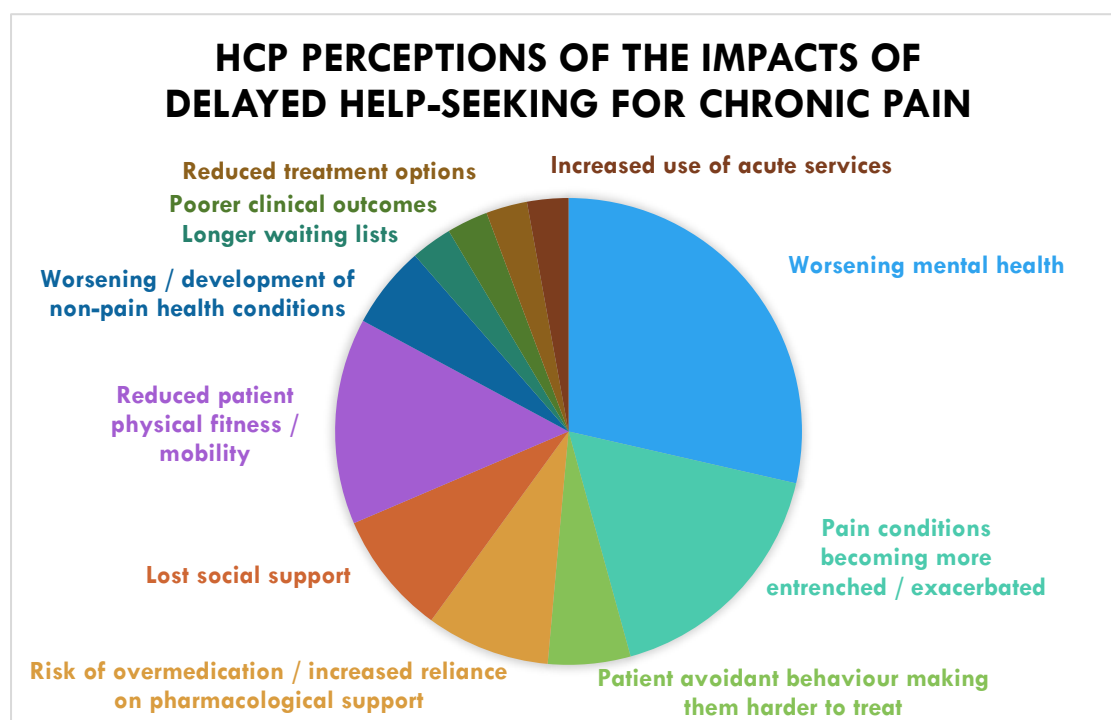 HCP PERCEPTIONS OF THE IMPACTS OF
DELAYED HELP-SEEKING FOR CHRONIC PAIN
Increased use of acute services
Reduced treatment options
Poorer clinical outcomes
Longer waiting lists
Worsening / development of
non-pain health conditions
Worsening mental health
Reduced patient
physical fitness /
mobility
Pain conditions
becoming more
entrenched / exacerbated
Lost social support
Risk of overmedication / increased reliance
on pharmacological support
Patient avoidant behaviour making
them harder to treat